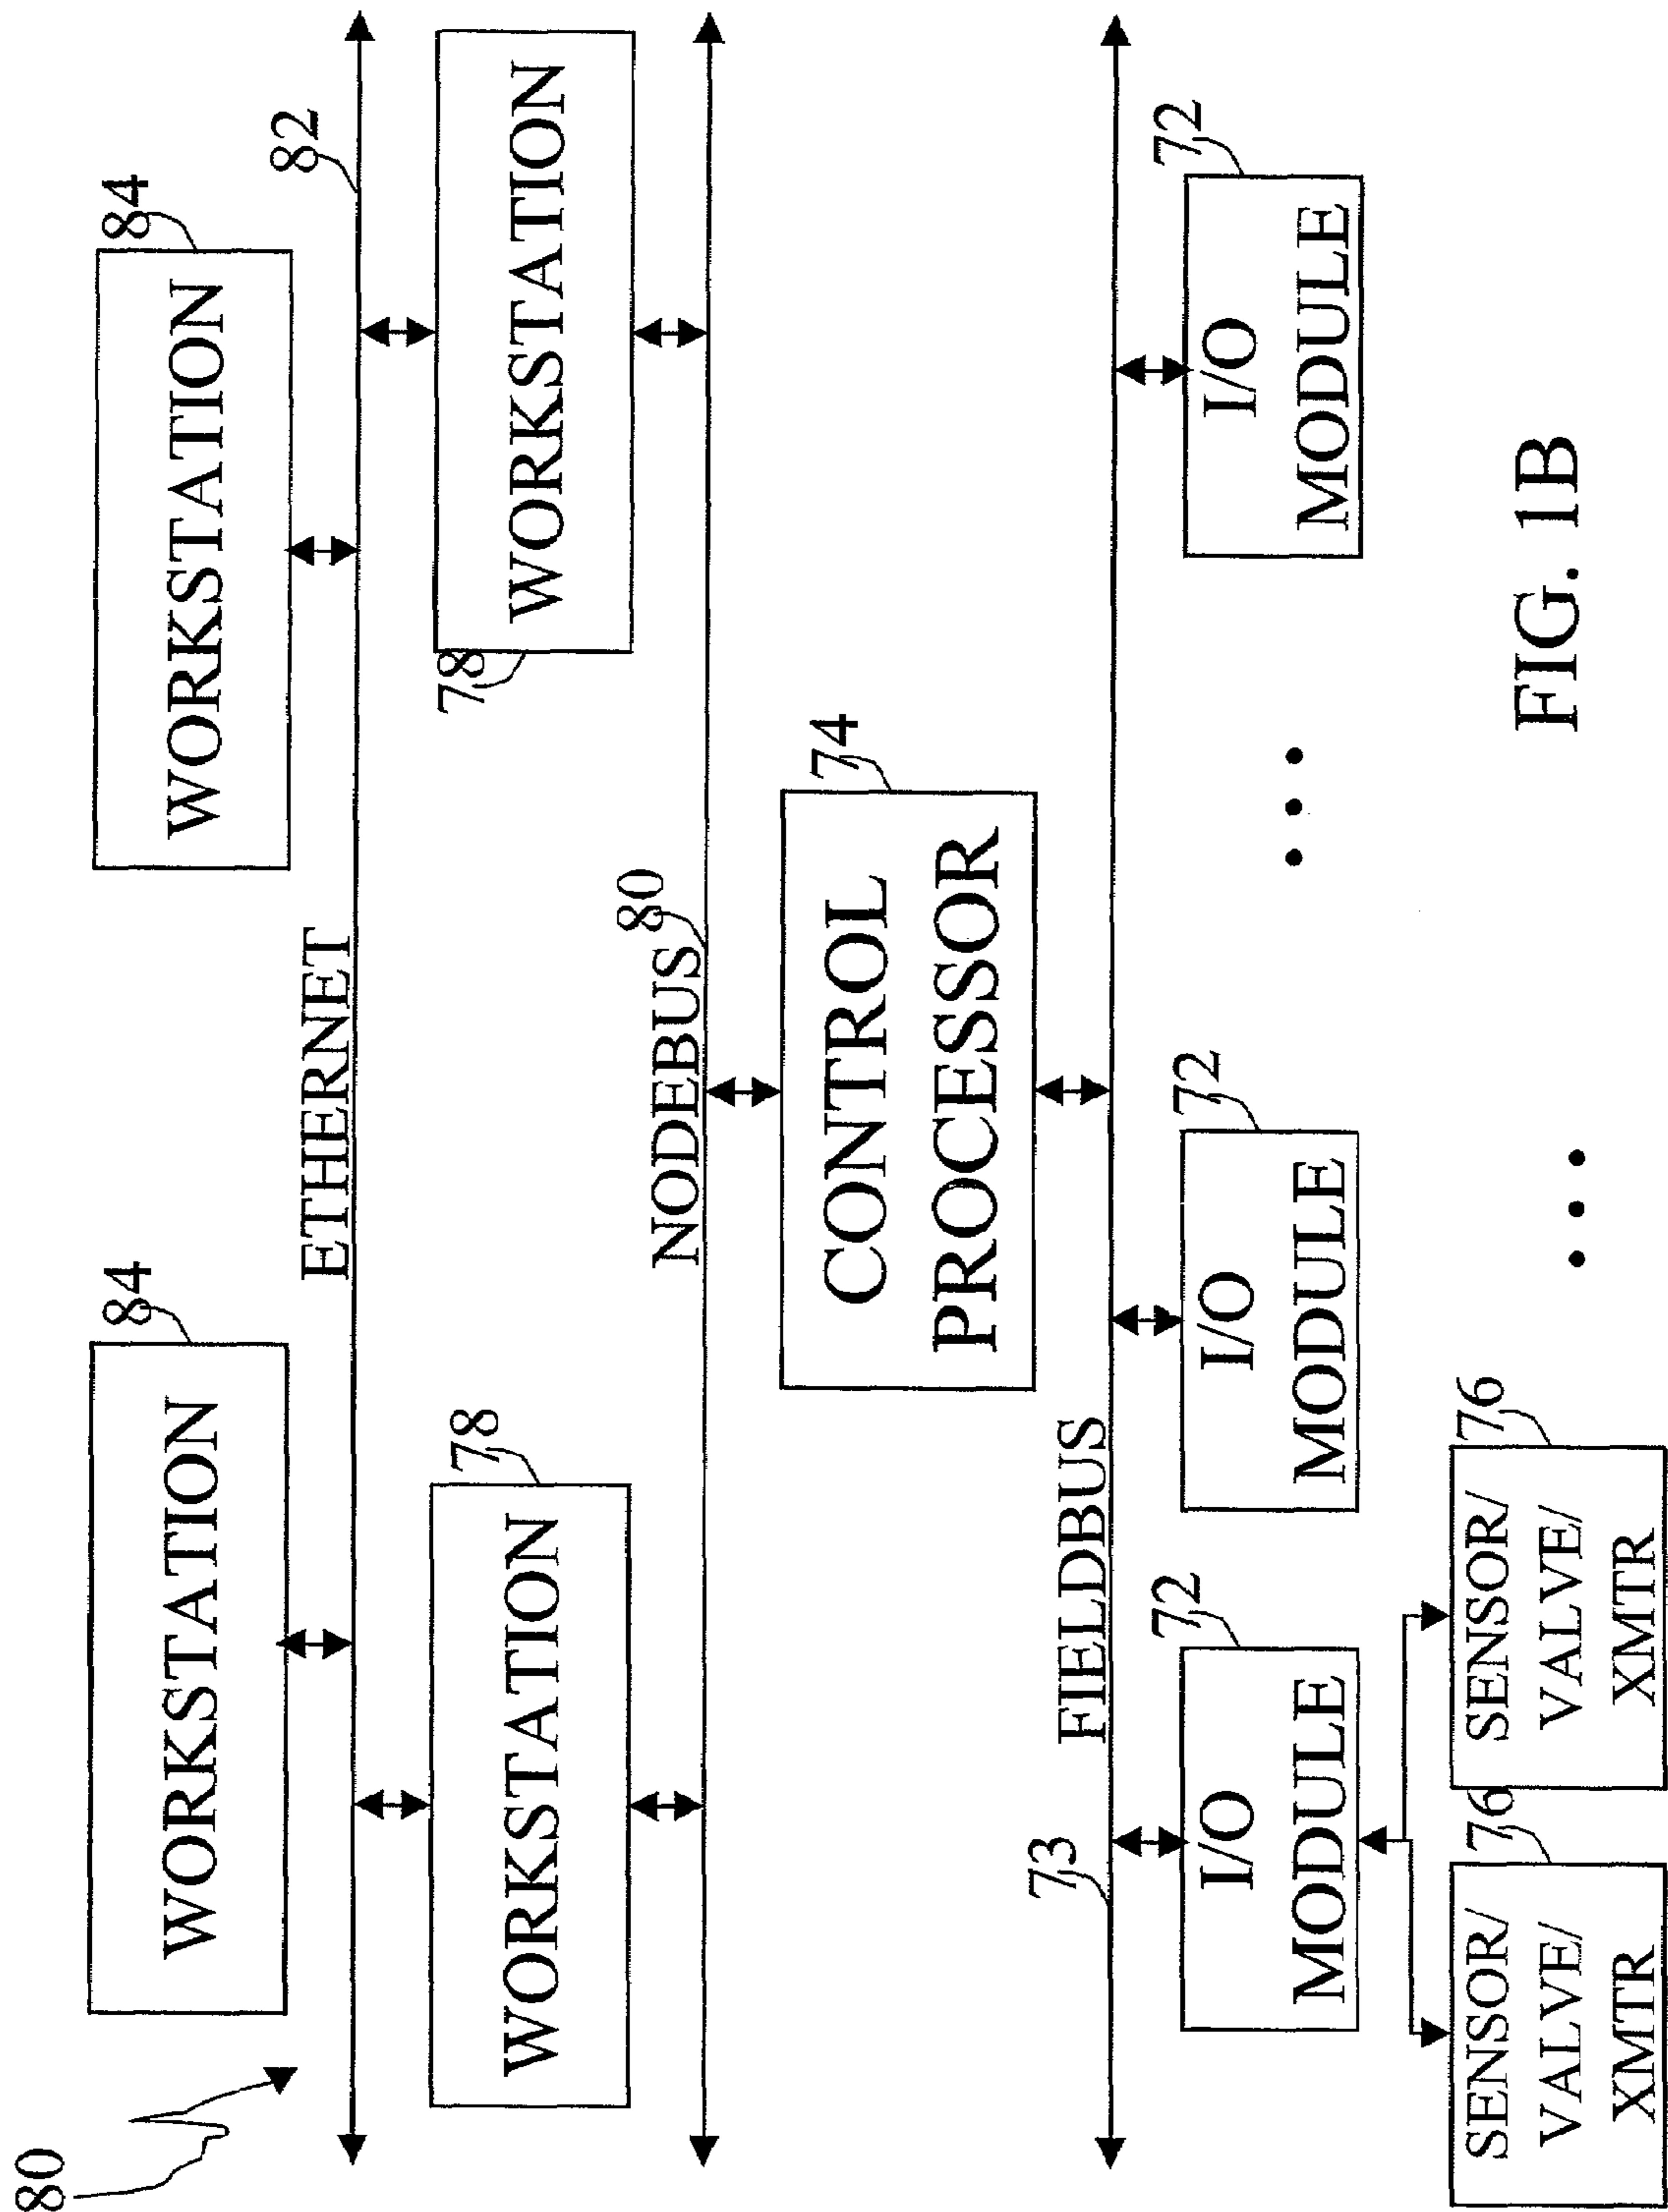 80
84
84
WORKSTATION
WORKSTATION
82
ETHERNET
78
78
WORKSTATION
WORKSTATION
80
NODEBUS
74
CONTROL
PROCESSOR
73
FIELDBUS
72
72
72
I/O
MODULE
I/O
MODULE
• • •
I/O
MODULE
76
76
SENSOR/
VALVE/
XMTR
SENSOR/
VALVE/
XMTR
• • •
FIG. 1B